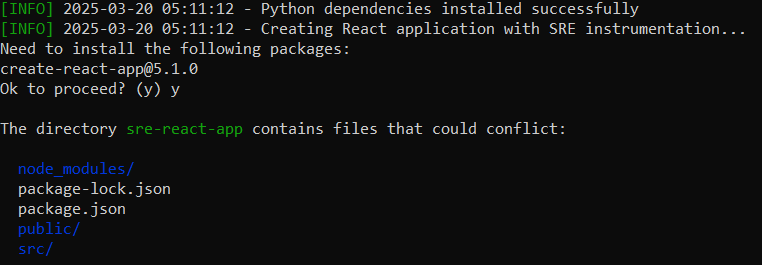 [INFO] 2025-03-20 05:11:12 - Python dependencies installed successfully
[INFO] 2025-03-20 05:11:12 - Creating React application with SRE instrumentation...
Need to install the following packages:
create-react-app@5.1.0
Ok to proceed? (y) y
The directory sre-react-app contains files that could conflict:
node_modules/
package-lock.json
package.json
public/
src/